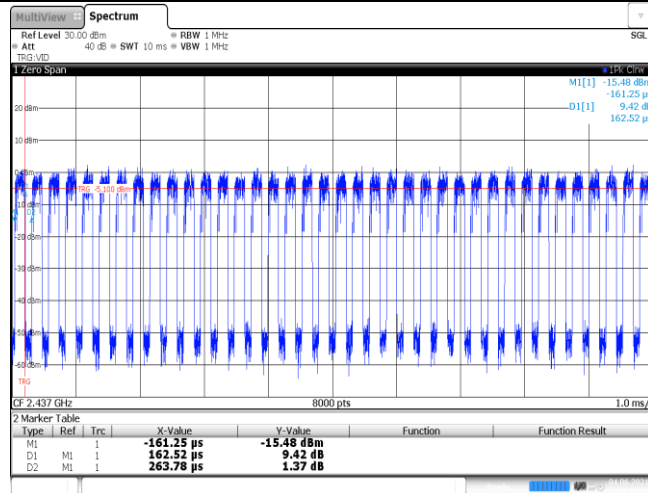 MultiView Spectrum
Ref Level 30.00 dBm RBW 1 MHz SGL
Att 40 dB SWT 10 ms VBW 1 MHz
TRG:VID
1 Zero Span 1Pk Clrw
M1[1] -15.48 dBm
-161.25 µs
D1[1] 9.42 dB
162.52 µs
20 dBm
10 dBm
0 dBm
TRG -5.100 dBm
-10 dBm
D2
-20 dBm
-30 dBm
-40 dBm
-50 dBm
-60 dBm
TRG
CF 2.437 GHz 8000 pts 1.0 ms/
2 Marker Table
Type Ref Trc X-Value Y-Value Function Function Result
M1 1 -161.25 µs -15.48 dBm
D1 M1 1 162.52 µs 9.42 dB
D2 M1 1 263.78 µs 1.37 dB